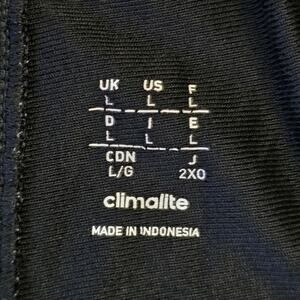 UK US F
L L L
D I E
L L L
CDN J
L/G 2XO
climalite
MADE IN INDONESIA